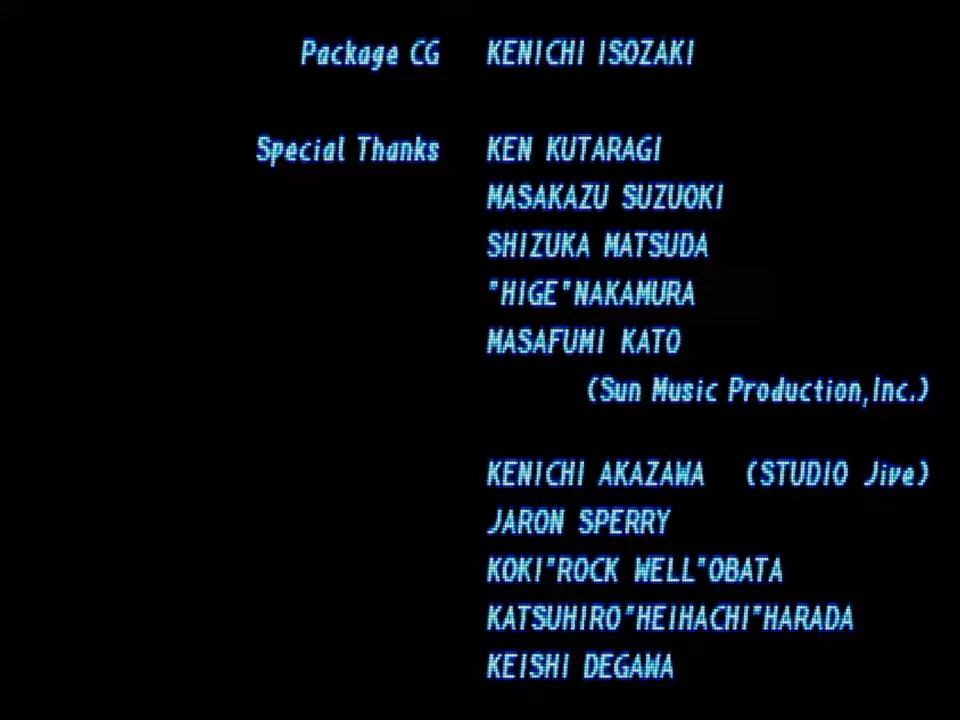 Package CG KENICHI ISOZAKI
Special Thanks KEN KUTARAGI
MASAKAZU SUZUOKI
SHIZUKA MATSUDA
"HIGE"NAKAMURA
MASAFUMI KATO
(Sun Music Production,Inc.)
KENICHI AKAZAWA (STUDIO Jive)
JARON SPERRY
KOKI"ROCK WELL"OBATA
KATSUHIRO"HEIHACHI"HARADA
KEISHI DEGAWA